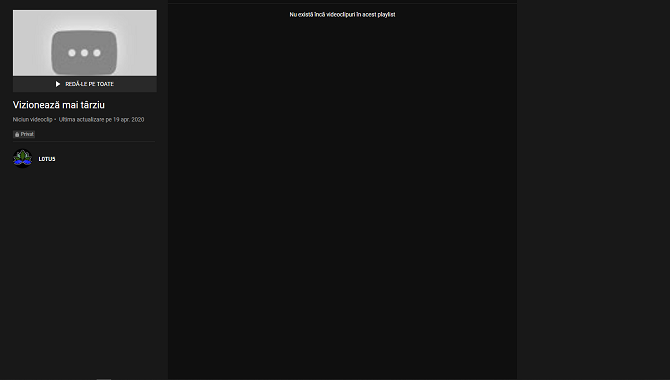 Nu există încă videoclipuri în acest playlist
REDĂ-LE PE TOATE
Vizionează mai târziu
Niciun videoclip • Ultima actualizare pe 19 apr. 2020
Privat
L0TU5